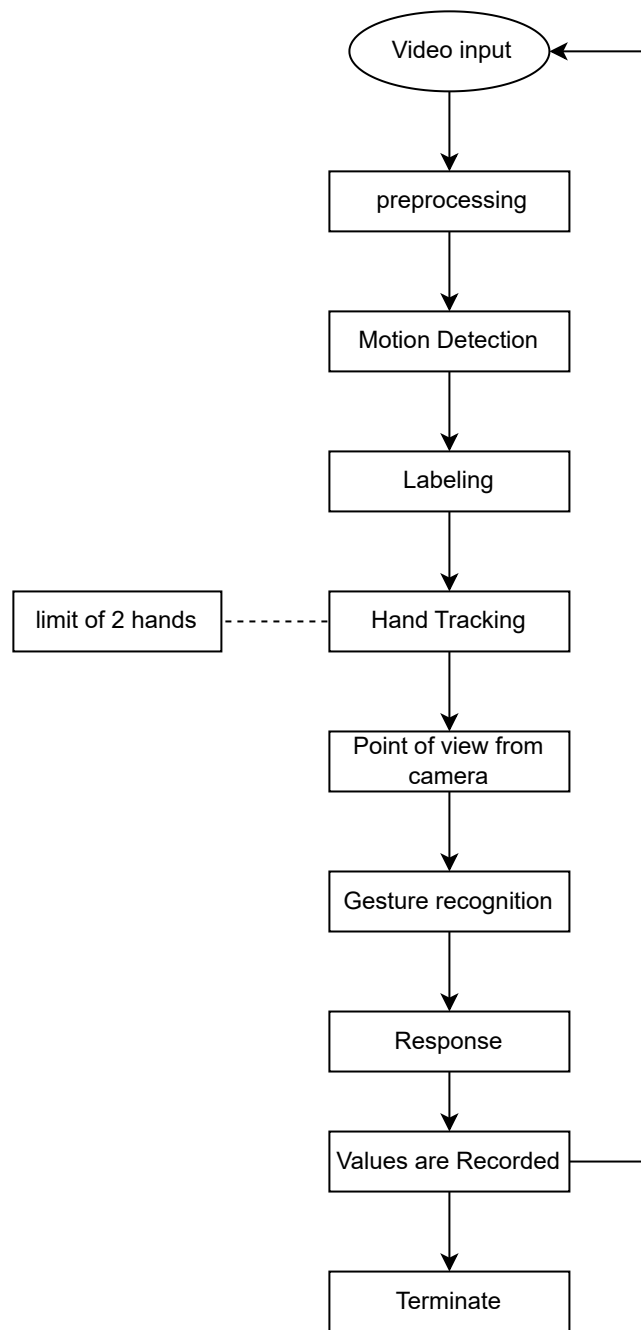 Video input
preprocessing
Motion Detection
Labeling
limit of 2 hands
Hand Tracking
Point of view from
camera
Gesture recognition
Response
Values are Recorded
Terminate